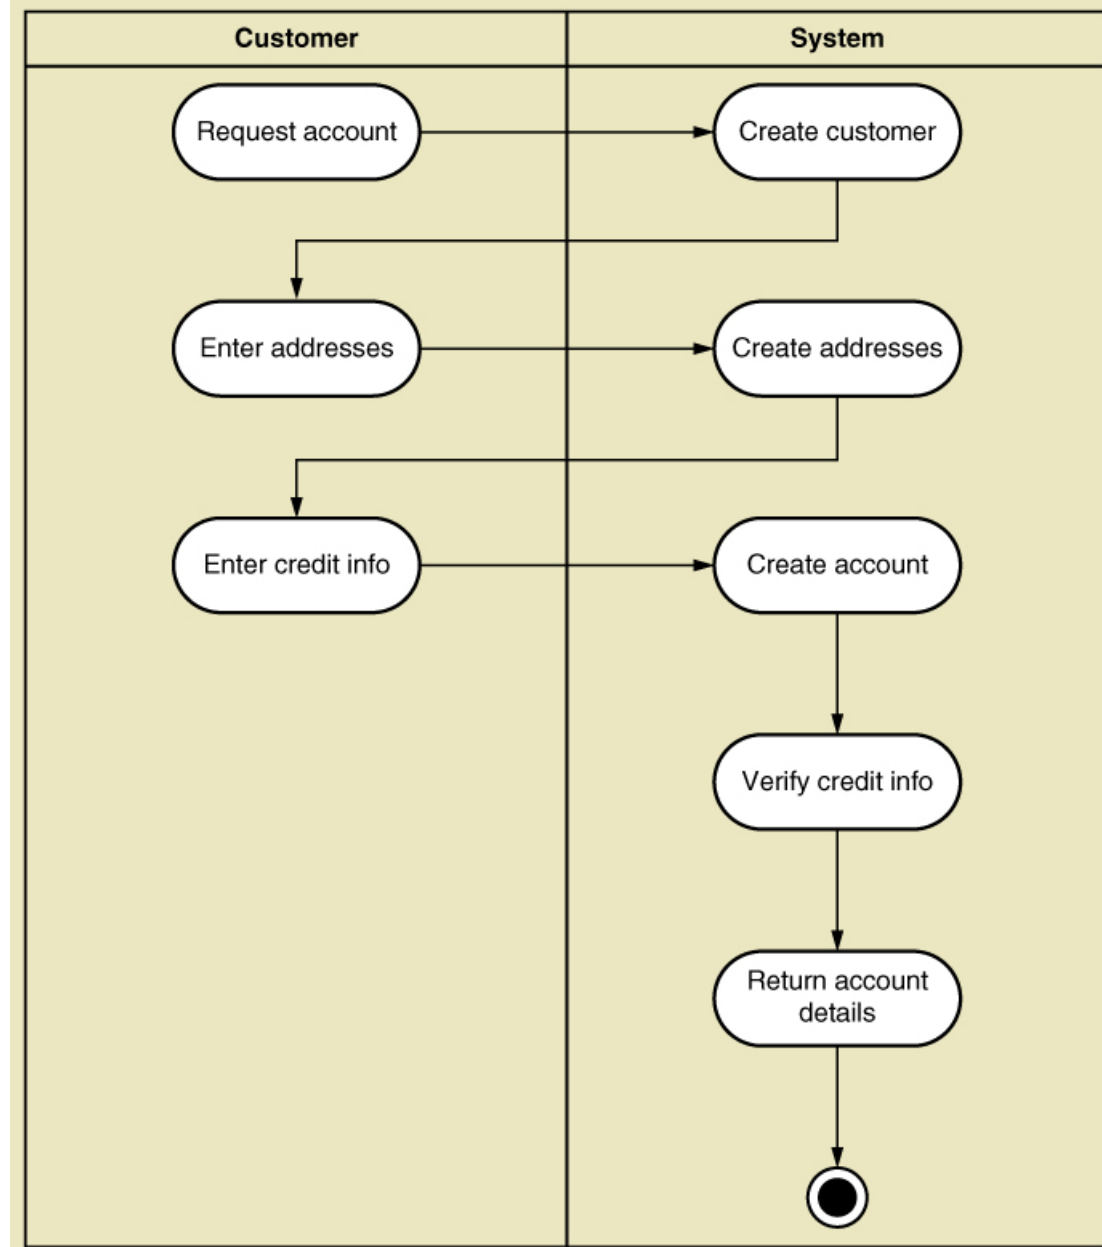 Customer
System
Request account
Create customer
Enter addresses
Create addresses
Enter credit info
Create account
Verify credit info
Return account
details